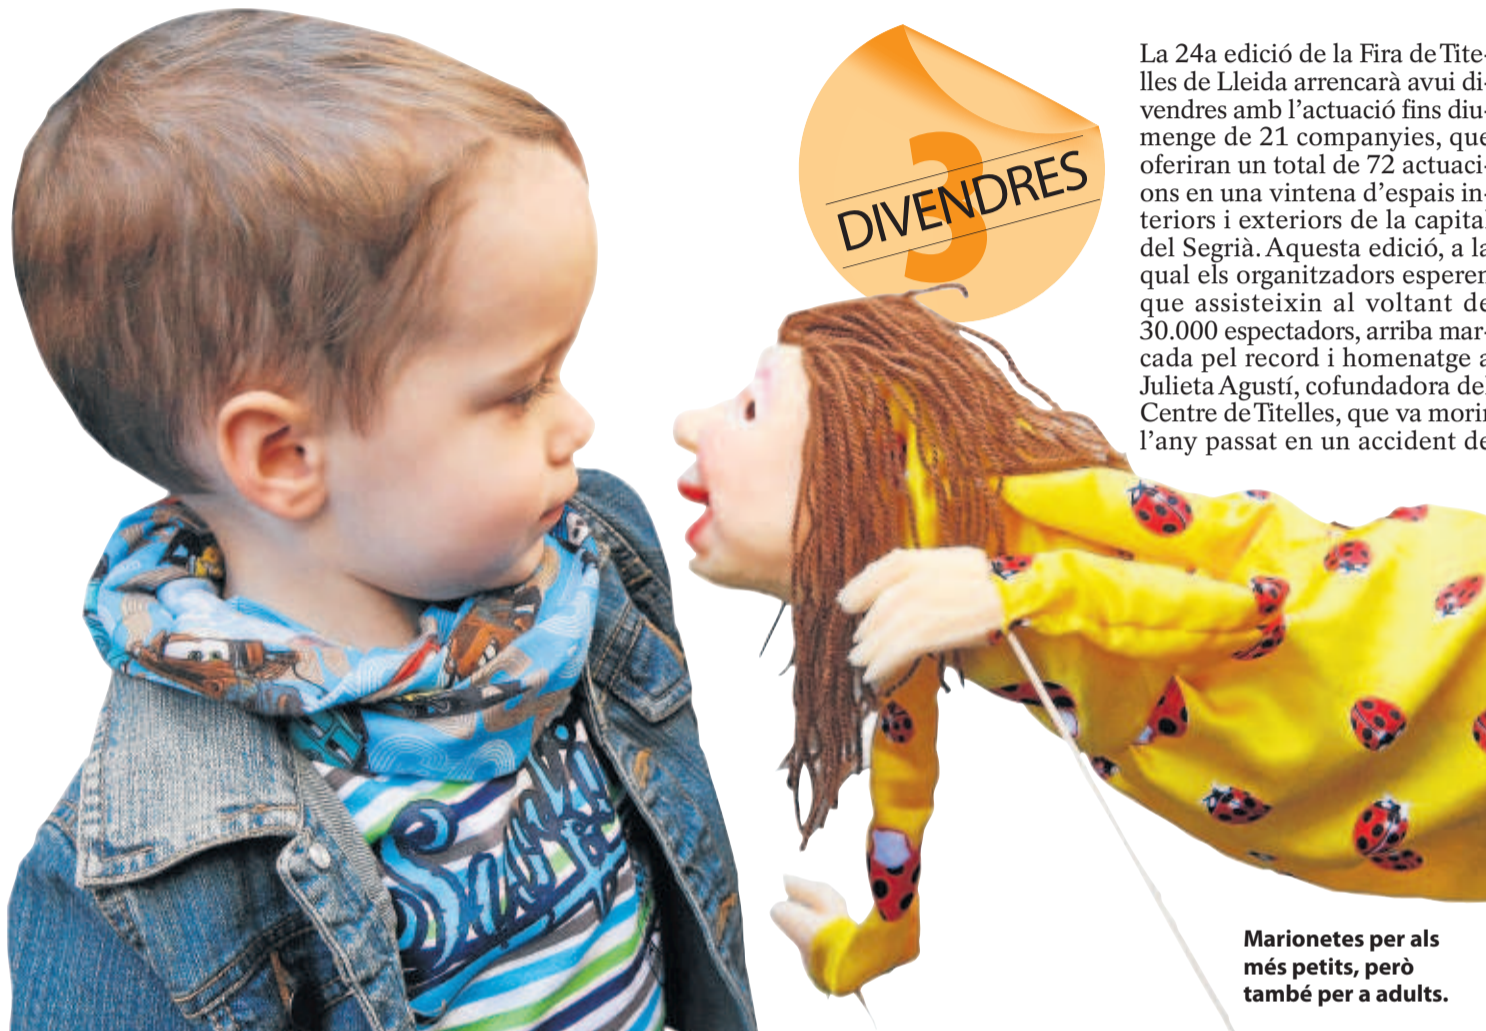 3
DIVENDRES
La 24a edició de la Fira de Tite-
lles de Lleida arrencarà avui di-
vendres amb l'actuació fins diu-
menge de 21 companyies, que
oferiran un total de 72 actuaci-
ons en una vintena d'espais in-
teriors i exteriors de la capital
del Segrià. Aquesta edició, a la
qual els organitzadors esperen
que assisteixin al voltant de
30.000 espectadors, arriba mar-
cada pel record i homenatge a
Julieta Agustí, cofundadora del
Centre de Titelles, que va morir
l'any passat en un accident de
Marionetes per als
més petits, però
també per a adults.